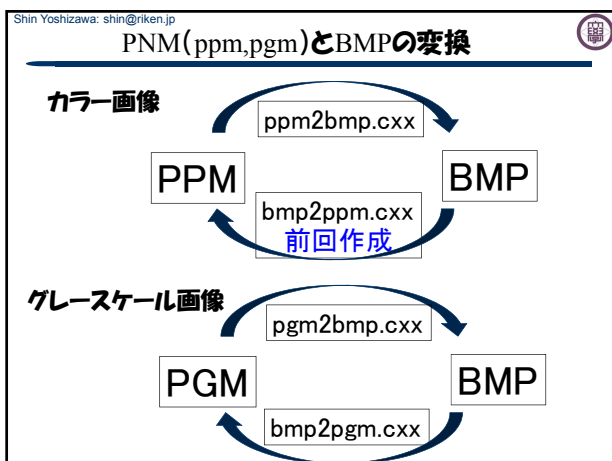 Shin Yoshizawa: shin@riken.jp
PNM(ppm,pgm)とBMPの変換
カラー画像
ppm2bmp.cxx
PPM
BMP
bmp2ppm.cxx
前回作成
グレースケール画像
pgm2bmp.cxx
PGM
BMP
bmp2pgm.cxx